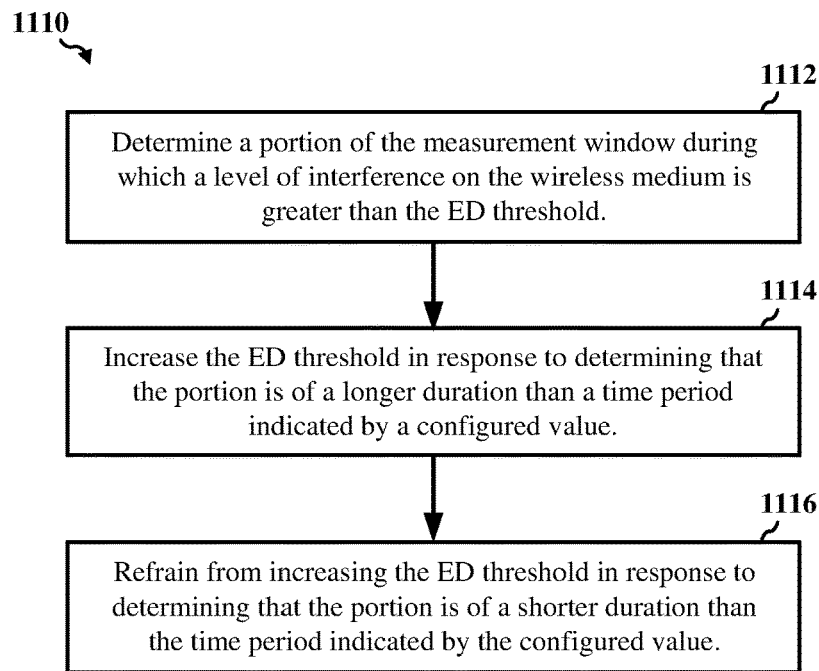 1110
1112
Determine a portion of the measurement window during
which a level of interference on the wireless medium is
greater than the ED threshold.
1114
Increase the ED threshold in response to determining that
the portion is of a longer duration than a time period
indicated by a configured value.
1116
Refrain from increasing the ED threshold in response to
determining that the portion is of a shorter duration than
the time period indicated by the configured value.